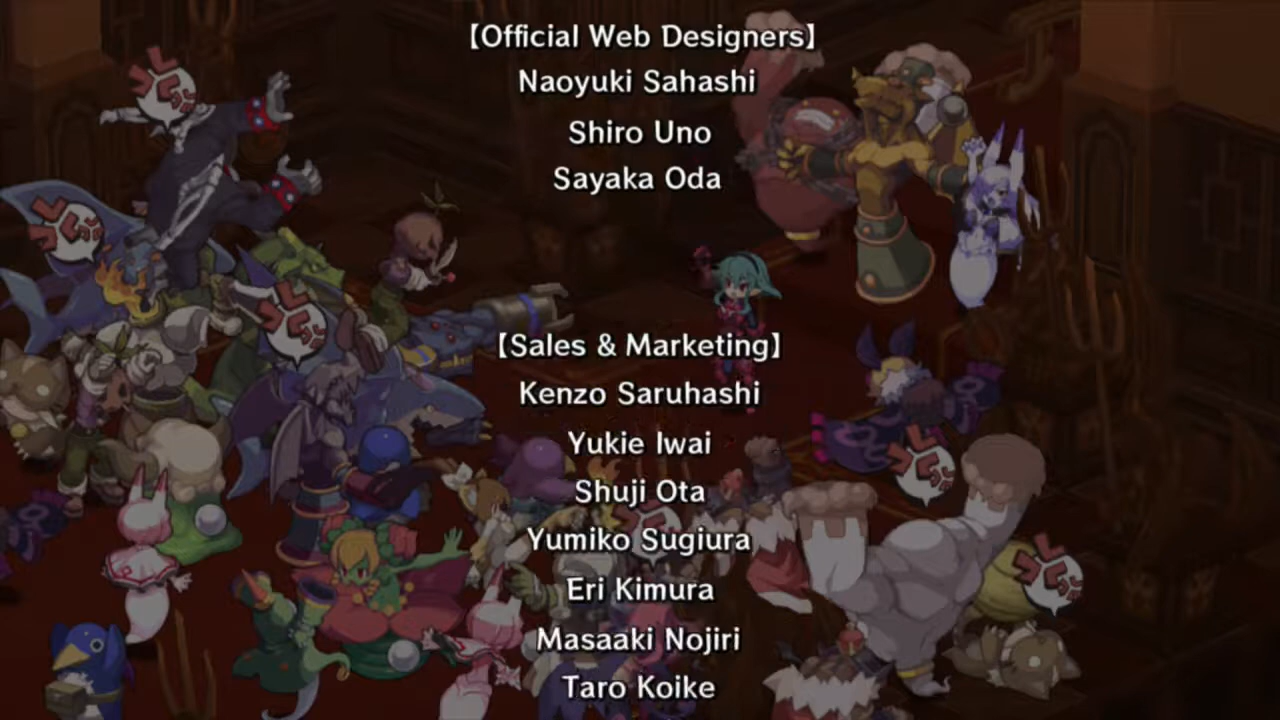 【Official Web Designers】
Naoyuki Sahashi
Shiro Uno
Sayaka Oda
【Sales & Marketing】
Kenzo Saruhashi
Yukie Iwai
Shuji Ota
Yumiko Sugiura
Eri Kimura
Masaaki Nojiri
Taro Koike